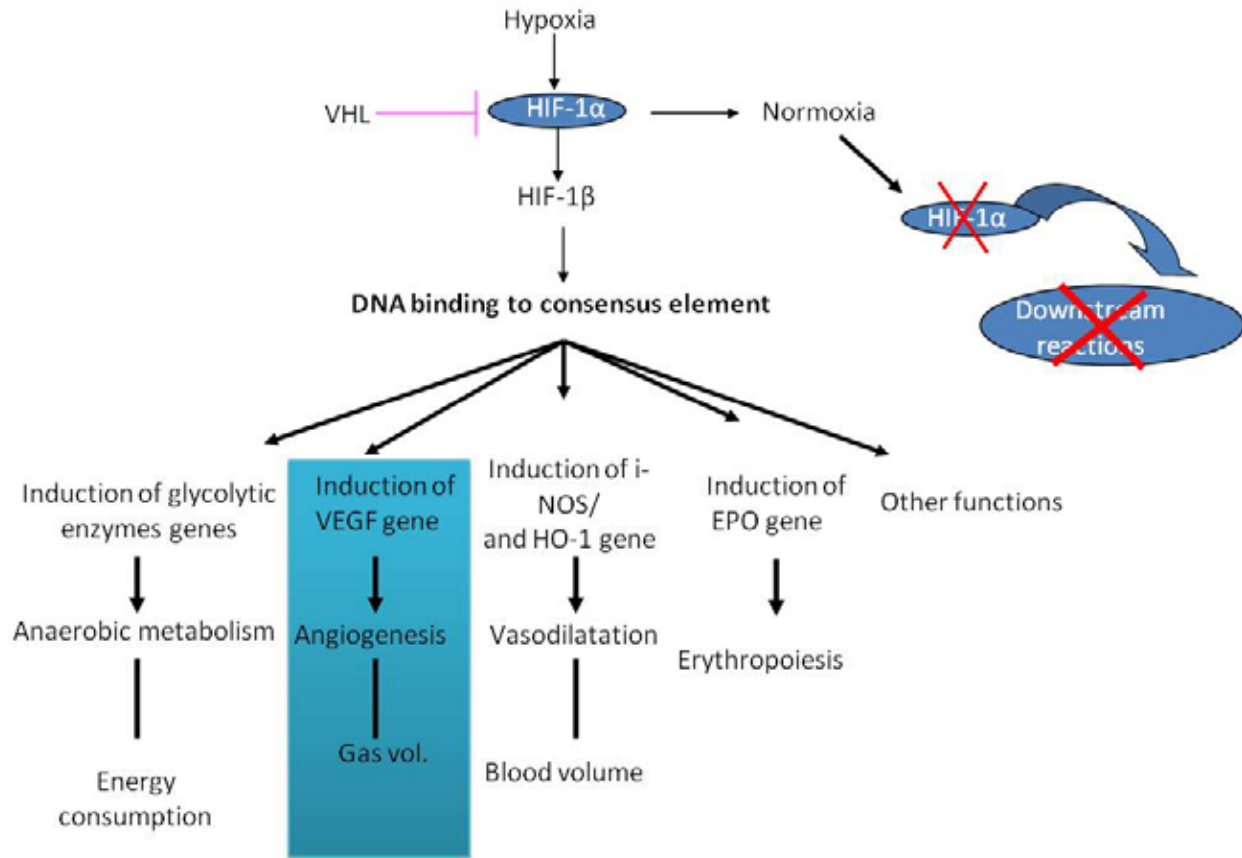 Hypoxia
VHL
HIF-1α
Normoxia
HIF-1β
HIF-1α
DNA binding to consensus element
Downstream
reactions
Induction of glycolytic
enzymes genes
Induction of
VEGF gene
Induction of i-
NOS/
and HO-1 gene
Induction of
EPO gene
Other functions
Anaerobic metabolism
Angiogenesis
Vasodilatation
Erythropoiesis
Energy
consumption
Gas vol.
Blood volume